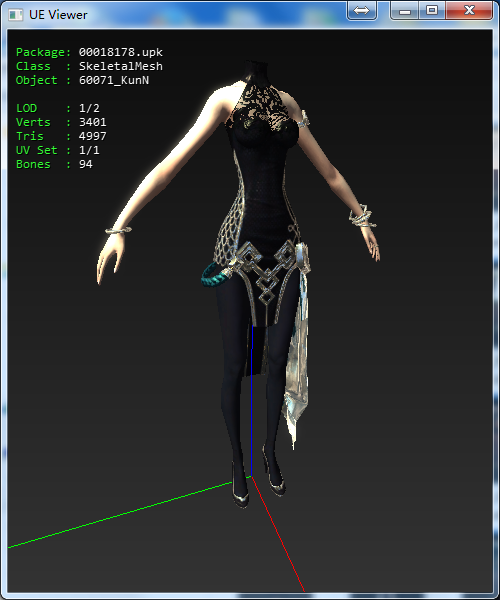 UE Viewer
Package: 00018178.upk
Class : SkeletalMesh
Object : 60071_KunN
LOD : 1/2
Verts : 3401
Tris : 4997
UV Set : 1/1
Bones : 94